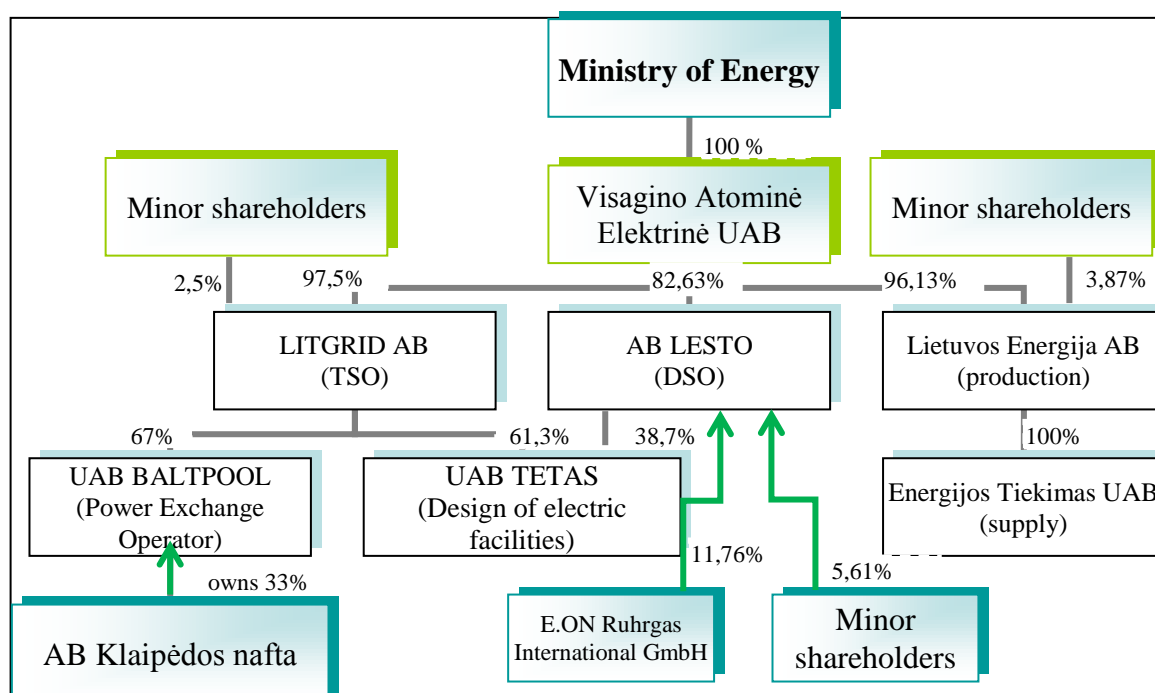 Ministry of Energy
100 %
Minor shareholders
Visagino Atominė
Elektrinė UAB
Minor shareholders
2,5%
97,5%
82,63%
96,13%
3,87%
LITGRID AB
(TSO)
AB LESTO
(DSO)
Lietuvos Energija AB
(production)
67%
61,3%
38,7%
100%
UAB BALTPOOL
(Power Exchange
Operator)
UAB TETAS
(Design of electric
facilities)
Energijos Tiekimas UAB
(supply)
owns 33%
11,76%
5,61%
AB Klaipėdos nafta
E.ON Ruhrgas
International GmbH
Minor
shareholders